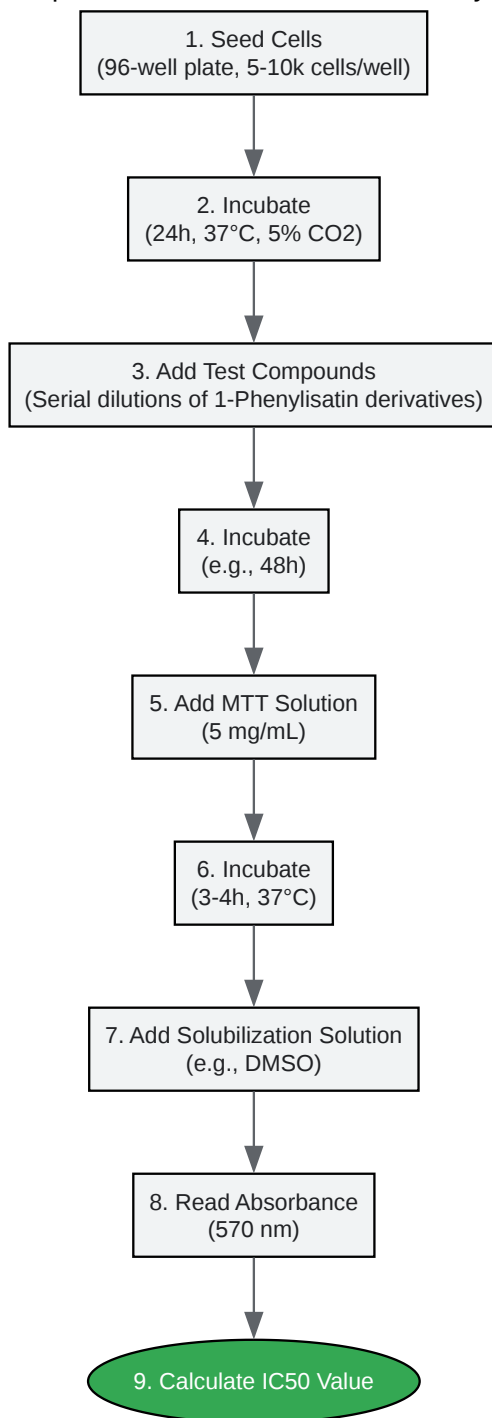 1. Seed Cells
(96-well plate, 5-10k cells/well)
2. Incubate
(24h, 37°C, 5% CO2)
3. Add Test Compounds
(Serial dilutions of 1-Phenylisatin derivatives)
4. Incubate
(e.g., 48h)
5. Add MTT Solution
(5 mg/mL)
6. Incubate
(3-4h, 37°C)
7. Add Solubilization Solution
(e.g., DMSO)
8. Read Absorbance
(570 nm)
9. Calculate IC50 Value